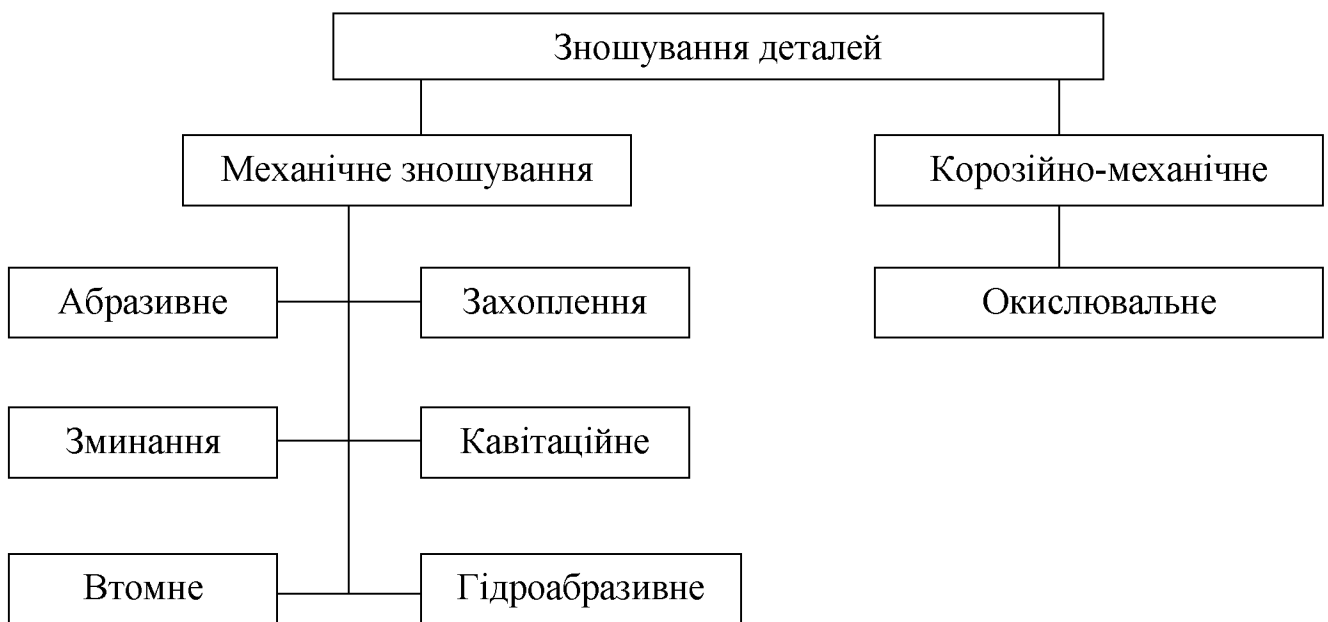 Зношування деталей
Механічне зношування
Корозійно-механічне
Абразивне
Захоплення
Окислювальне
Зминання
Кавітаційне
Втомне
Гідроабразивне